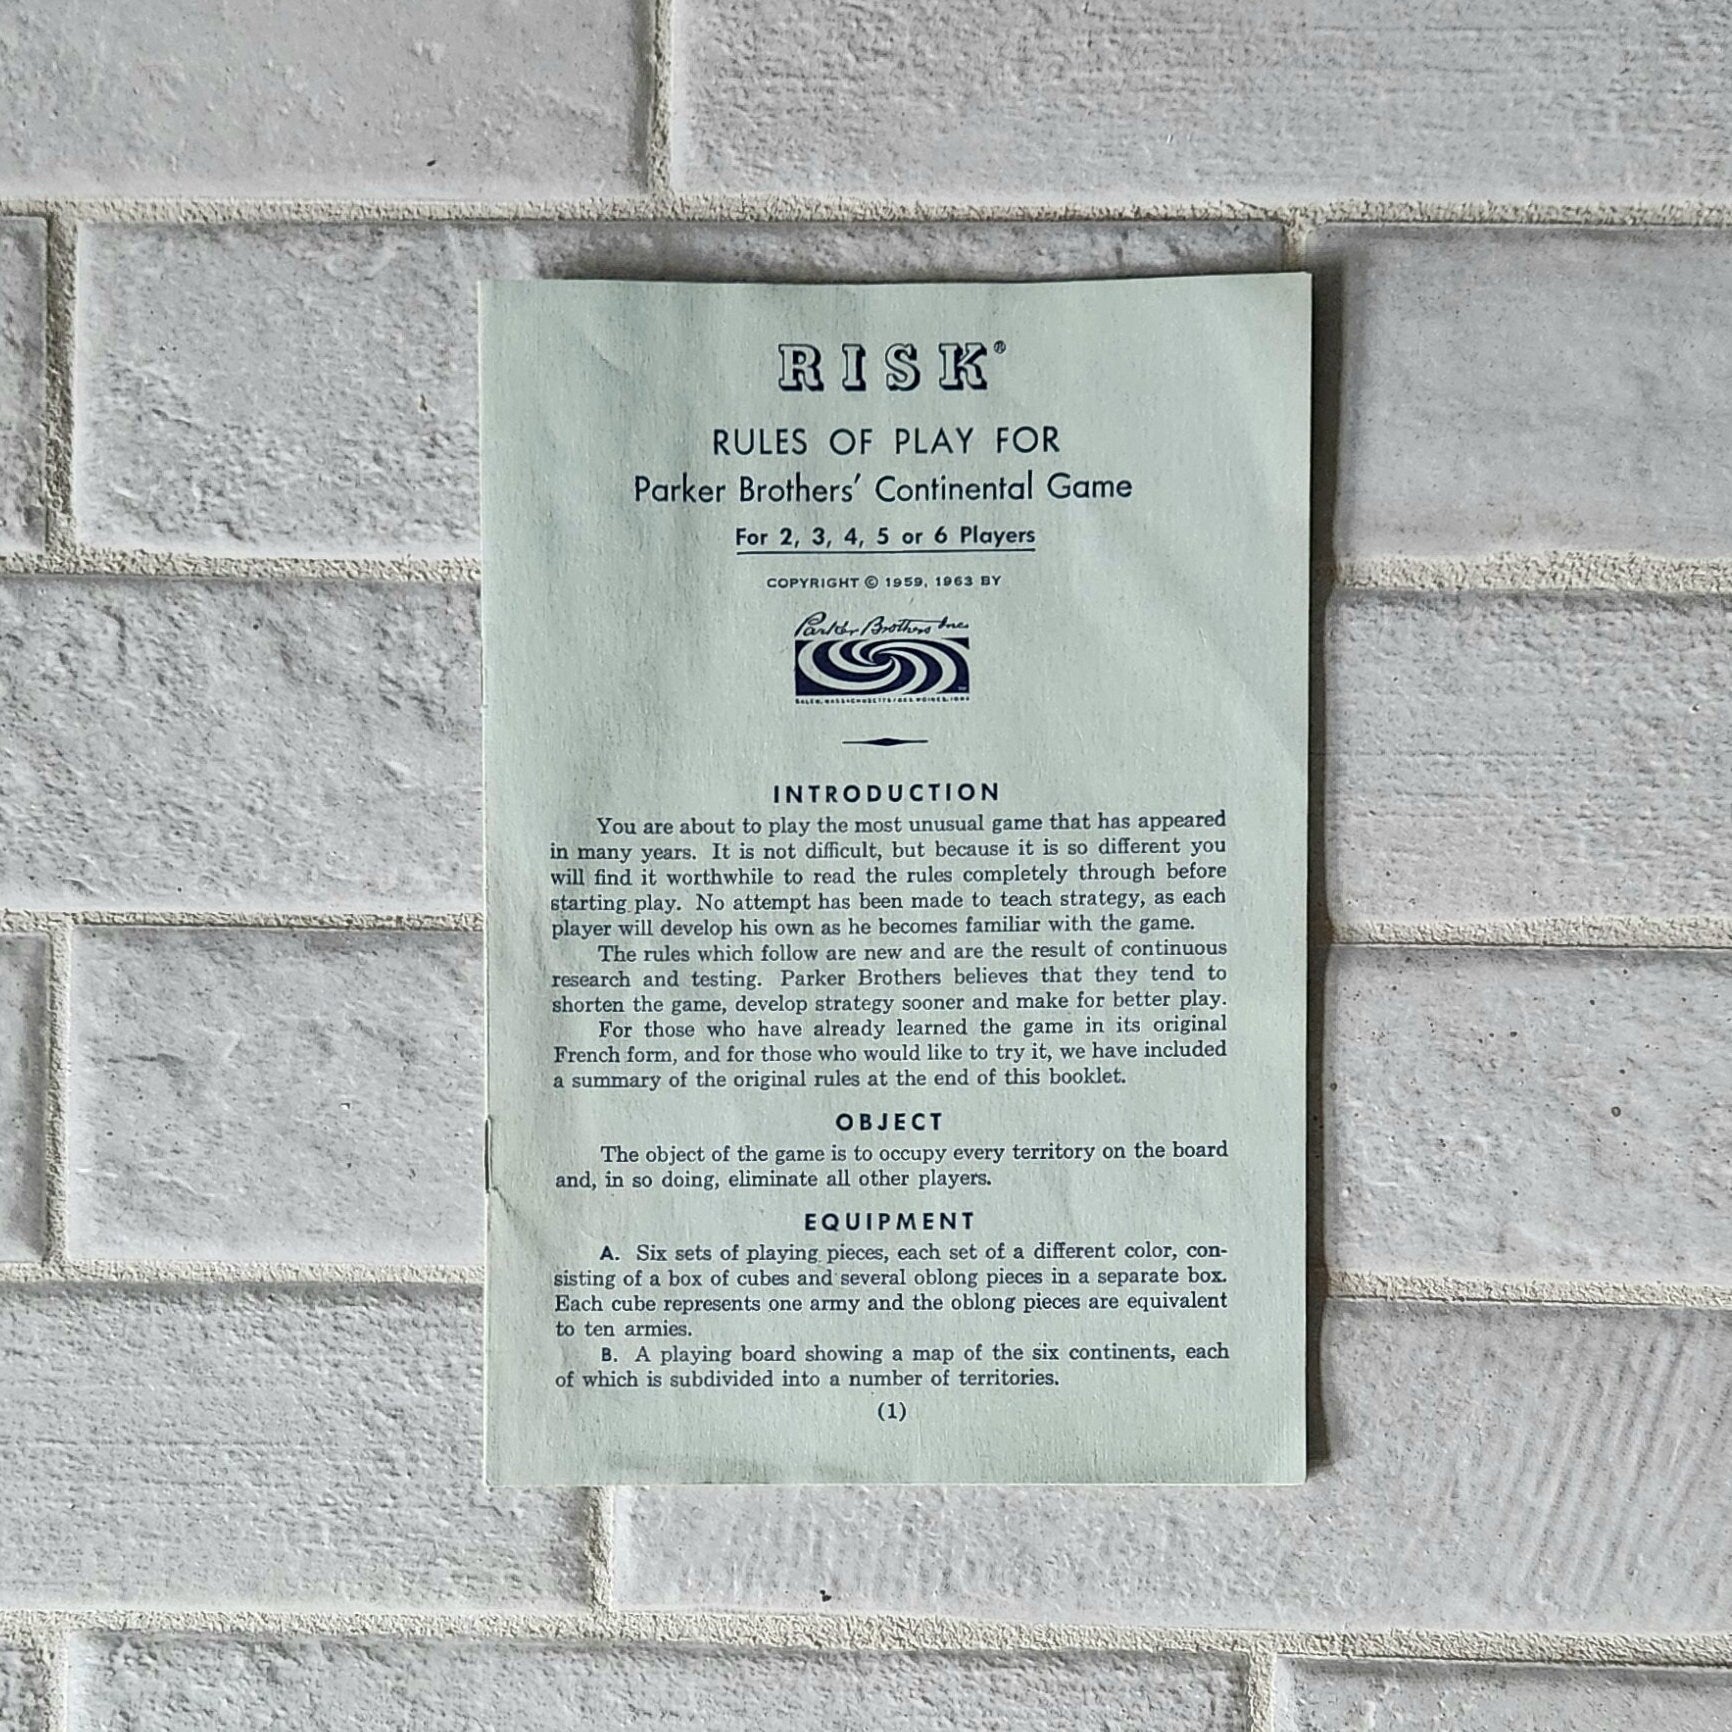 RISK®
RULES OF PLAY FOR
Parker Brothers' Continental Game
For 2, 3, 4, 5 or 6 Players
COPYRIGHT © 1959, 1963 BY
Parker Brothers Inc.
SALEM, MASSACHUSETTS / DES MOINES, IOWA
INTRODUCTION
You are about to play the most unusual game that has appeared
in many years. It is not difficult, but because it is so different you
will find it worthwhile to read the rules completely through before
starting play. No attempt has been made to teach strategy, as each
player will develop his own as he becomes familiar with the game.
The rules which follow are new and are the result of continuous
research and testing. Parker Brothers believes that they tend to
shorten the game, develop strategy sooner and make for better play.
For those who have already learned the game in its original
French form, and for those who would like to try it, we have included
a summary of the original rules at the end of this booklet.
OBJECT
The object of the game is to occupy every territory on the board
and, in so doing, eliminate all other players.
EQUIPMENT
A. Six sets of playing pieces, each set of a different color, con-
sisting of a box of cubes and several oblong pieces in a separate box.
Each cube represents one army and the oblong pieces are equivalent
to ten armies.
B. A playing board showing a map of the six continents, each
of which is subdivided into a number of territories.
(1)